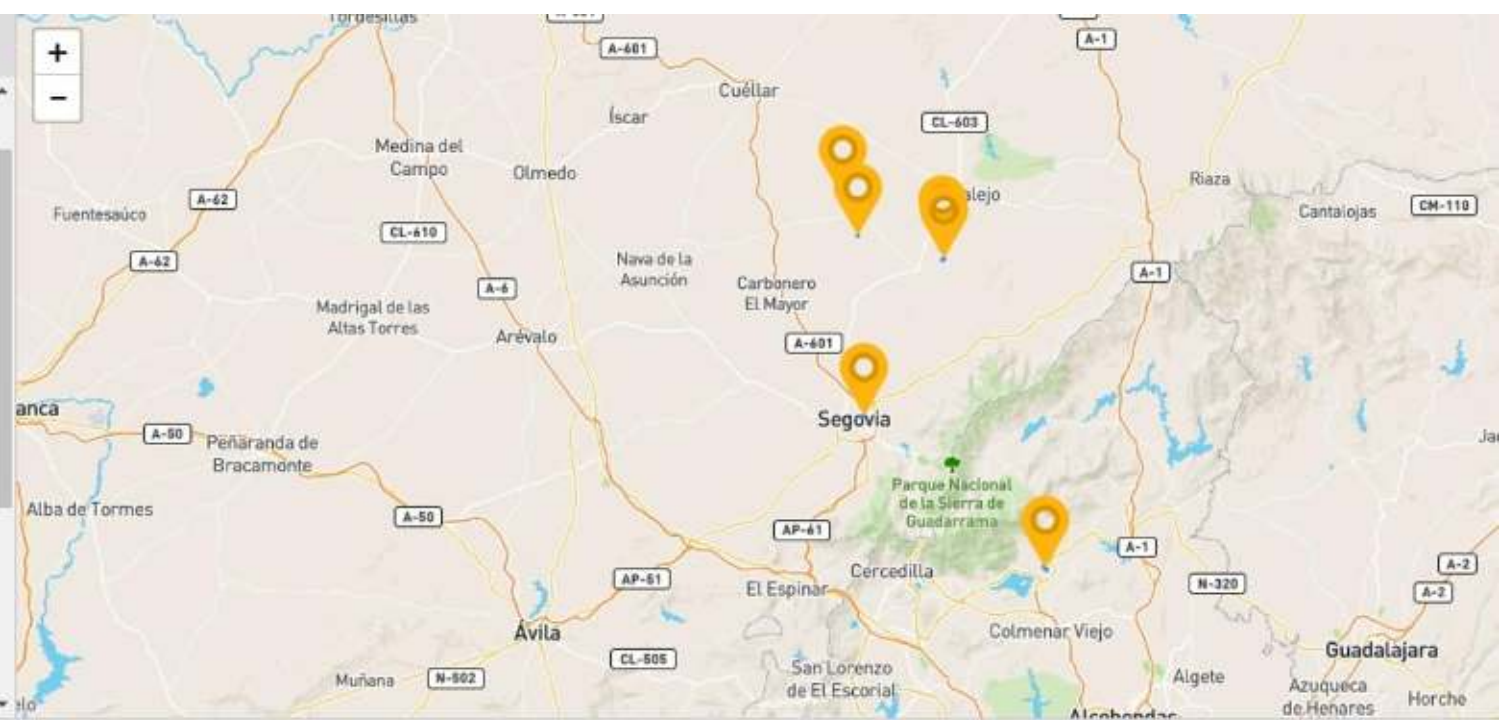 Tordesillas
+
A-601
A-1
−
Cuéllar
Íscar
CL-603
Medina del
Campo
Olmedo
Riaza
A-62
alejo
Fuentesaúco
Cantalojas
CM-110
CL-610
A-62
Nava de la
Asunción
A-1
Carbonero
El Mayor
A-6
Madrigal de las
Altas Torres
Arévalo
A-601
anca
Segovia
A-50
Peñaranda de
Bracamonte
Parque Nacional
de la Sierra de
Guadarrama
Alba de Tormes
A-50
AP-61
A-1
Cercedilla
A-2
AP-51
El Espinar
N-320
A-2
Ávila
Colmenar Viejo
CL-505
Guadalajara
San Lorenzo
de El Escorial
Muñana
N-502
Algete
Azuqueca
de Henares
Horche
elo
Alcobendas